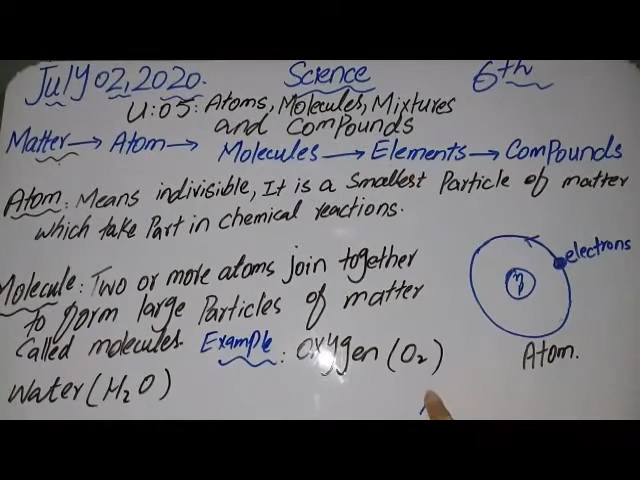 July 02, 2020. Science 6th
U:05: Atoms, Molecules, Mixtures
and Compounds
Matter → Atom → Molecules → Elements → Compounds
Atom: Means indivisible, It is a smallest Particle of matter
which take Part in chemical reactions.
electrons
η
Atom.
Molecule: Two or more atoms join together
to form large Particles of matter
called molecules. Example: Oxygen (O₂)
Water (H₂O)